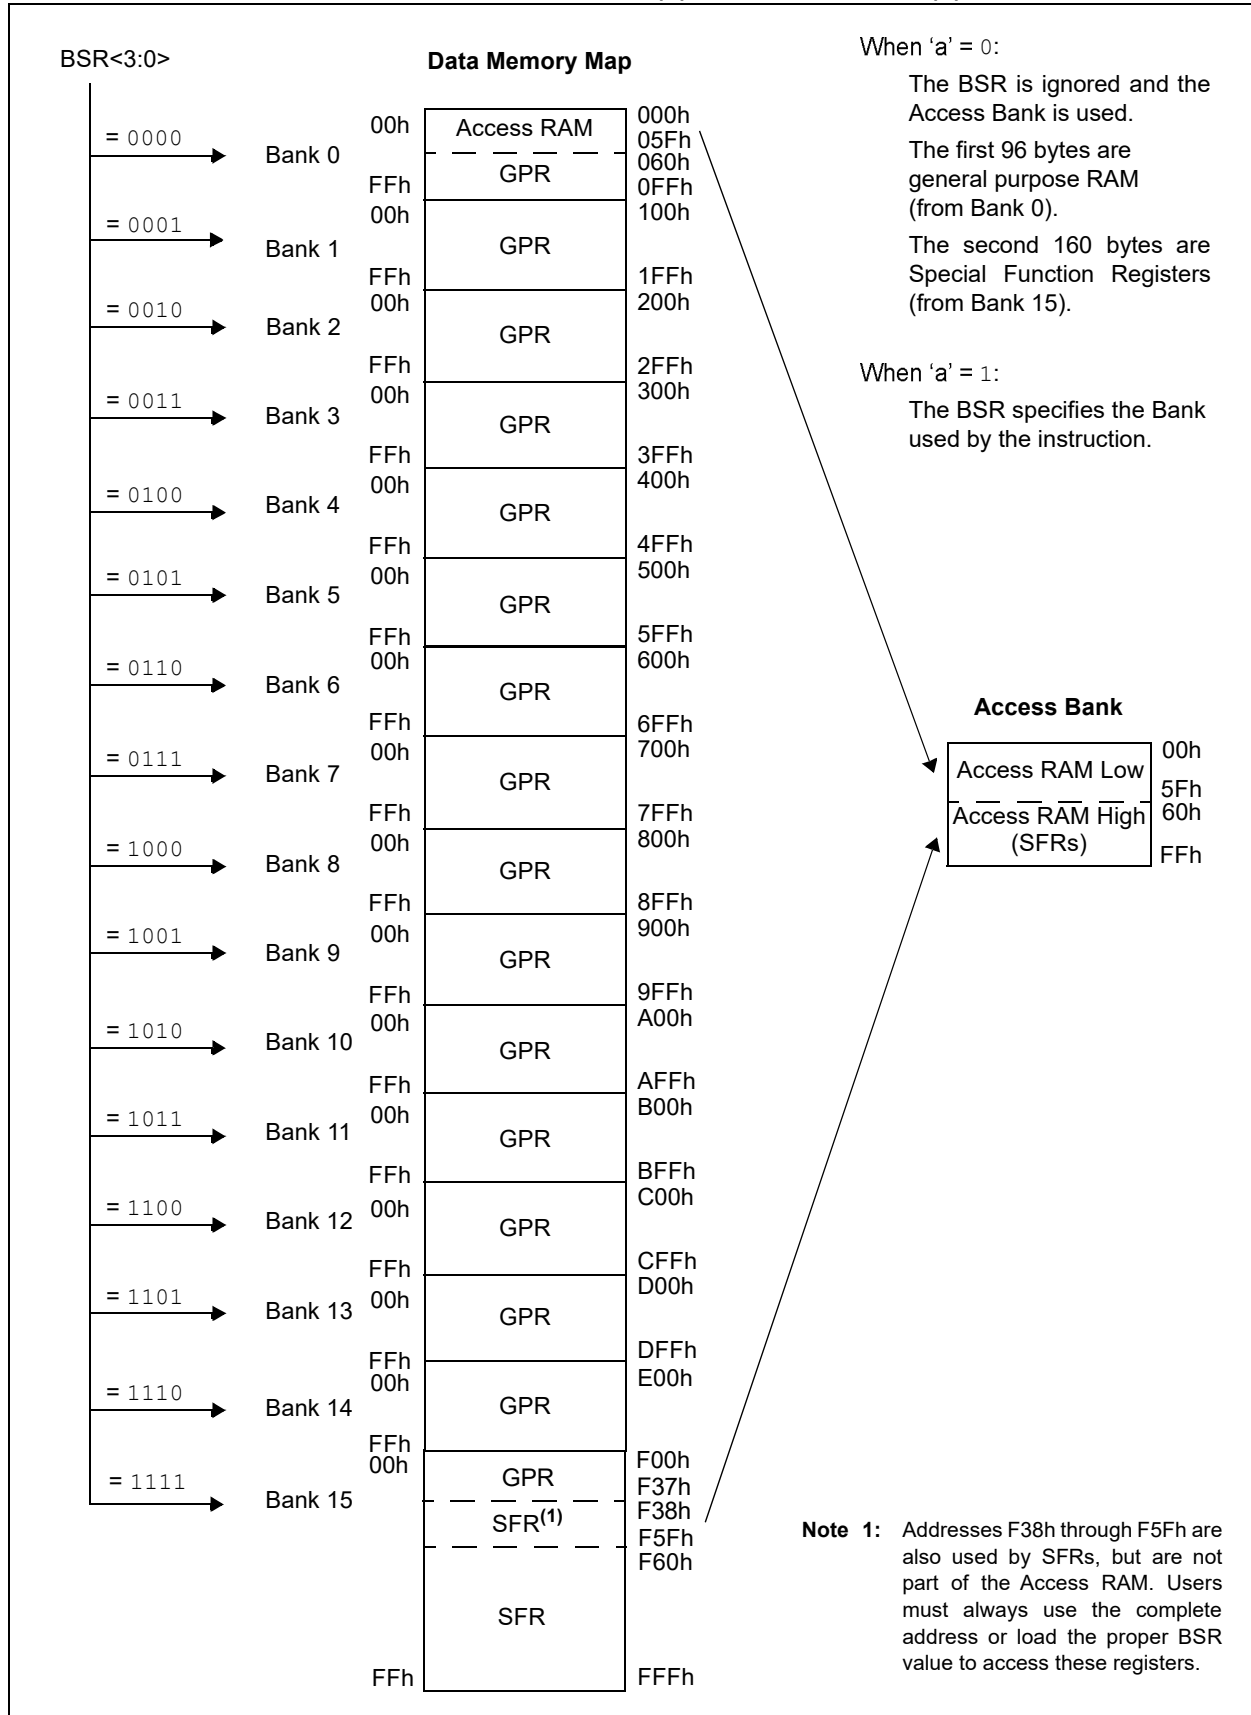 BSR<3:0>
Data Memory Map
When ‘a’ = 0:
The BSR is ignored and the
Access Bank is used.
The first 96 bytes are
general purpose RAM
(from Bank 0).
The second 160 bytes are
Special Function Registers
(from Bank 15).
When ‘a’ = 1:
The BSR specifies the Bank
used by the instruction.
= 0000
Bank 0
00h
Access RAM
000h
05Fh
060h
GPR
FFh
0FFh
= 0001
Bank 1
00h
100h
GPR
FFh
1FFh
= 0010
Bank 2
00h
200h
GPR
FFh
2FFh
= 0011
Bank 3
00h
300h
GPR
FFh
3FFh
= 0100
Bank 4
00h
400h
GPR
FFh
4FFh
= 0101
Bank 5
00h
500h
GPR
FFh
5FFh
= 0110
Bank 6
00h
600h
GPR
FFh
6FFh
= 0111
Bank 7
00h
700h
GPR
FFh
7FFh
= 1000
Bank 8
00h
800h
GPR
FFh
8FFh
= 1001
Bank 9
00h
900h
GPR
FFh
9FFh
= 1010
Bank 10
00h
A00h
GPR
FFh
AFFh
= 1011
Bank 11
00h
B00h
GPR
FFh
BFFh
= 1100
Bank 12
00h
C00h
GPR
FFh
CFFh
= 1101
Bank 13
00h
D00h
GPR
FFh
DFFh
= 1110
Bank 14
00h
E00h
GPR
FFh
= 1111
Bank 15
00h
F00h
GPR
F37h
F38h
SFR(1)
F5Fh
F60h
SFR
FFh
FFFh
Access Bank
Access RAM Low
00h
5Fh
Access RAM High
(SFRs)
60h
FFh
Note 1: Addresses F38h through F5Fh are
also used by SFRs, but are not
part of the Access RAM. Users
must always use the complete
address or load the proper BSR
value to access these registers.